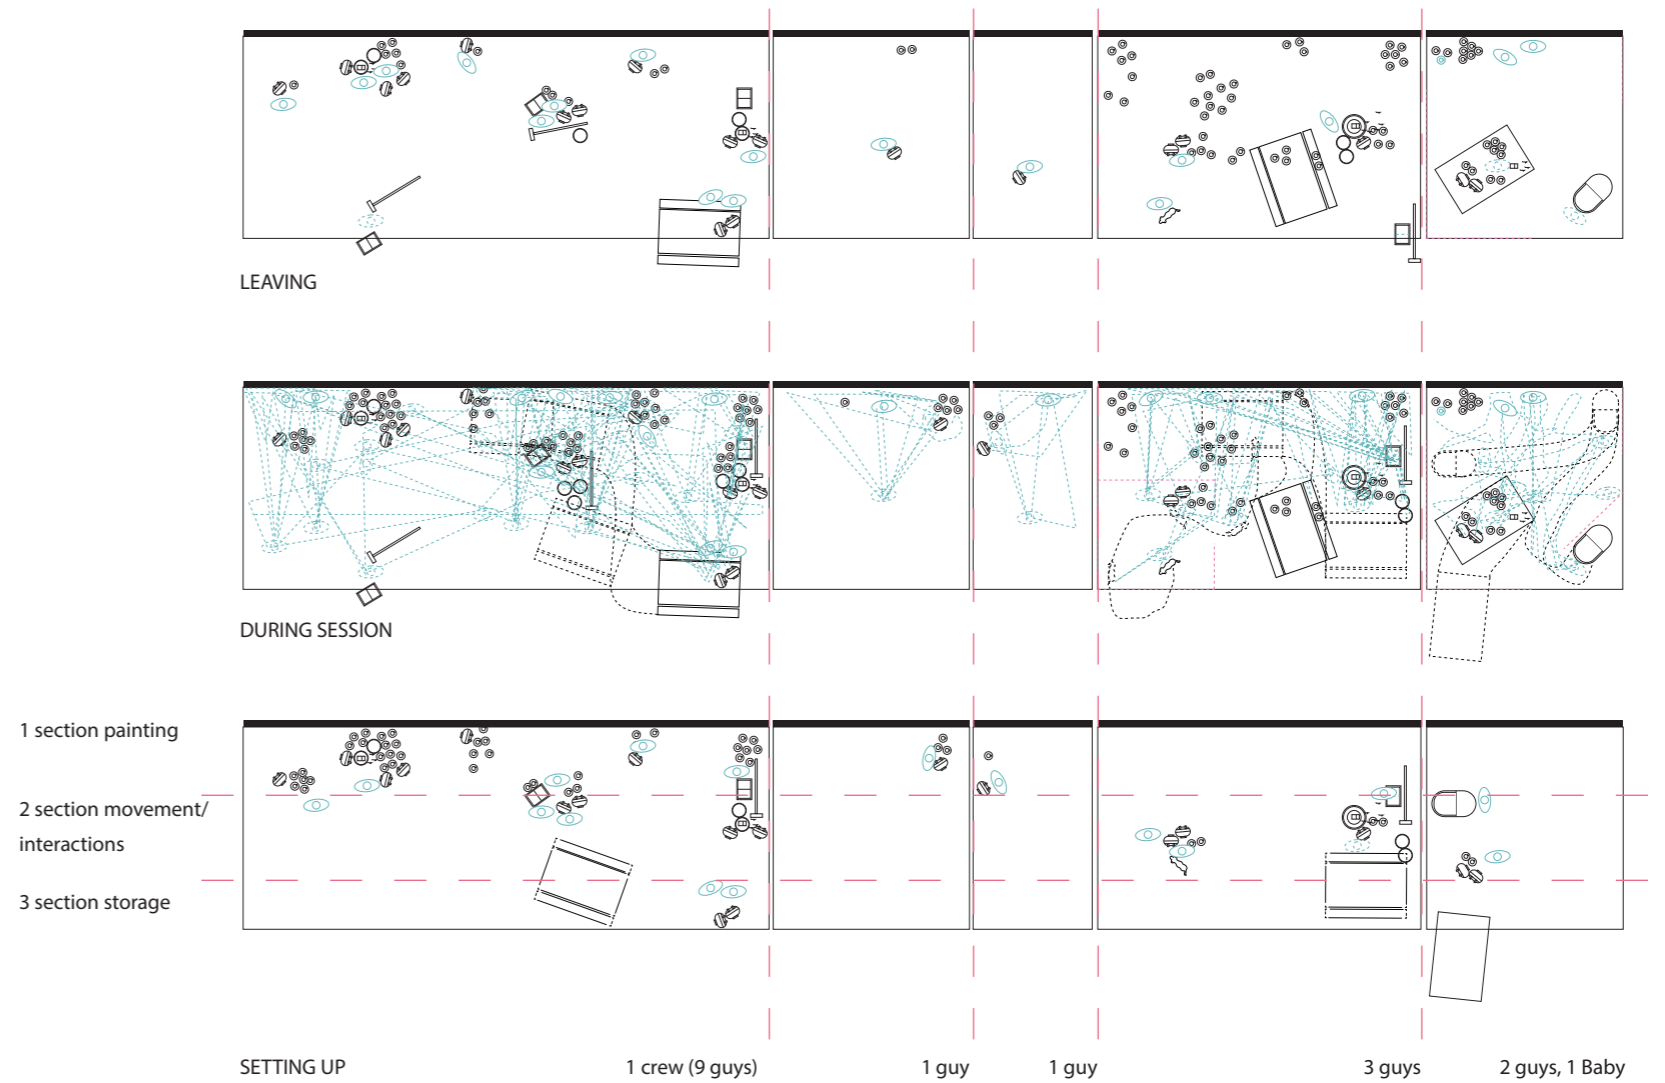 LEAVING
DURING SESSION
1 section painting
2 section movement/
interactions
3 section storage
SETTING UP
1 crew (9 guys)
1 guy
1 guy
3 guys
2 guys, 1 Baby